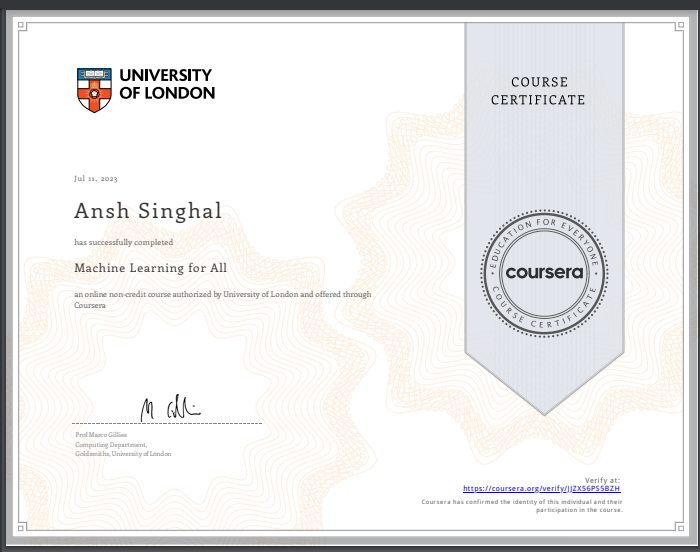 UNIVERSITY
OF LONDON
COURSE
CERTIFICATE
Jul 11, 2023
Ansh Singhal
has successfully completed
Machine Learning for All
an online non-credit course authorized by University of London and offered through
Coursera
EDUCATION FOR EVERYONE
coursera
COURSE CERTIFICATE
M Gilli
Prof Marco Gillies
Computing Department,
Goldsmiths, University of London
Verify at:
https://coursera.org/verify/JJZX56PS5BZH
Coursera has confirmed the identity of this individual and their
participation in the course.